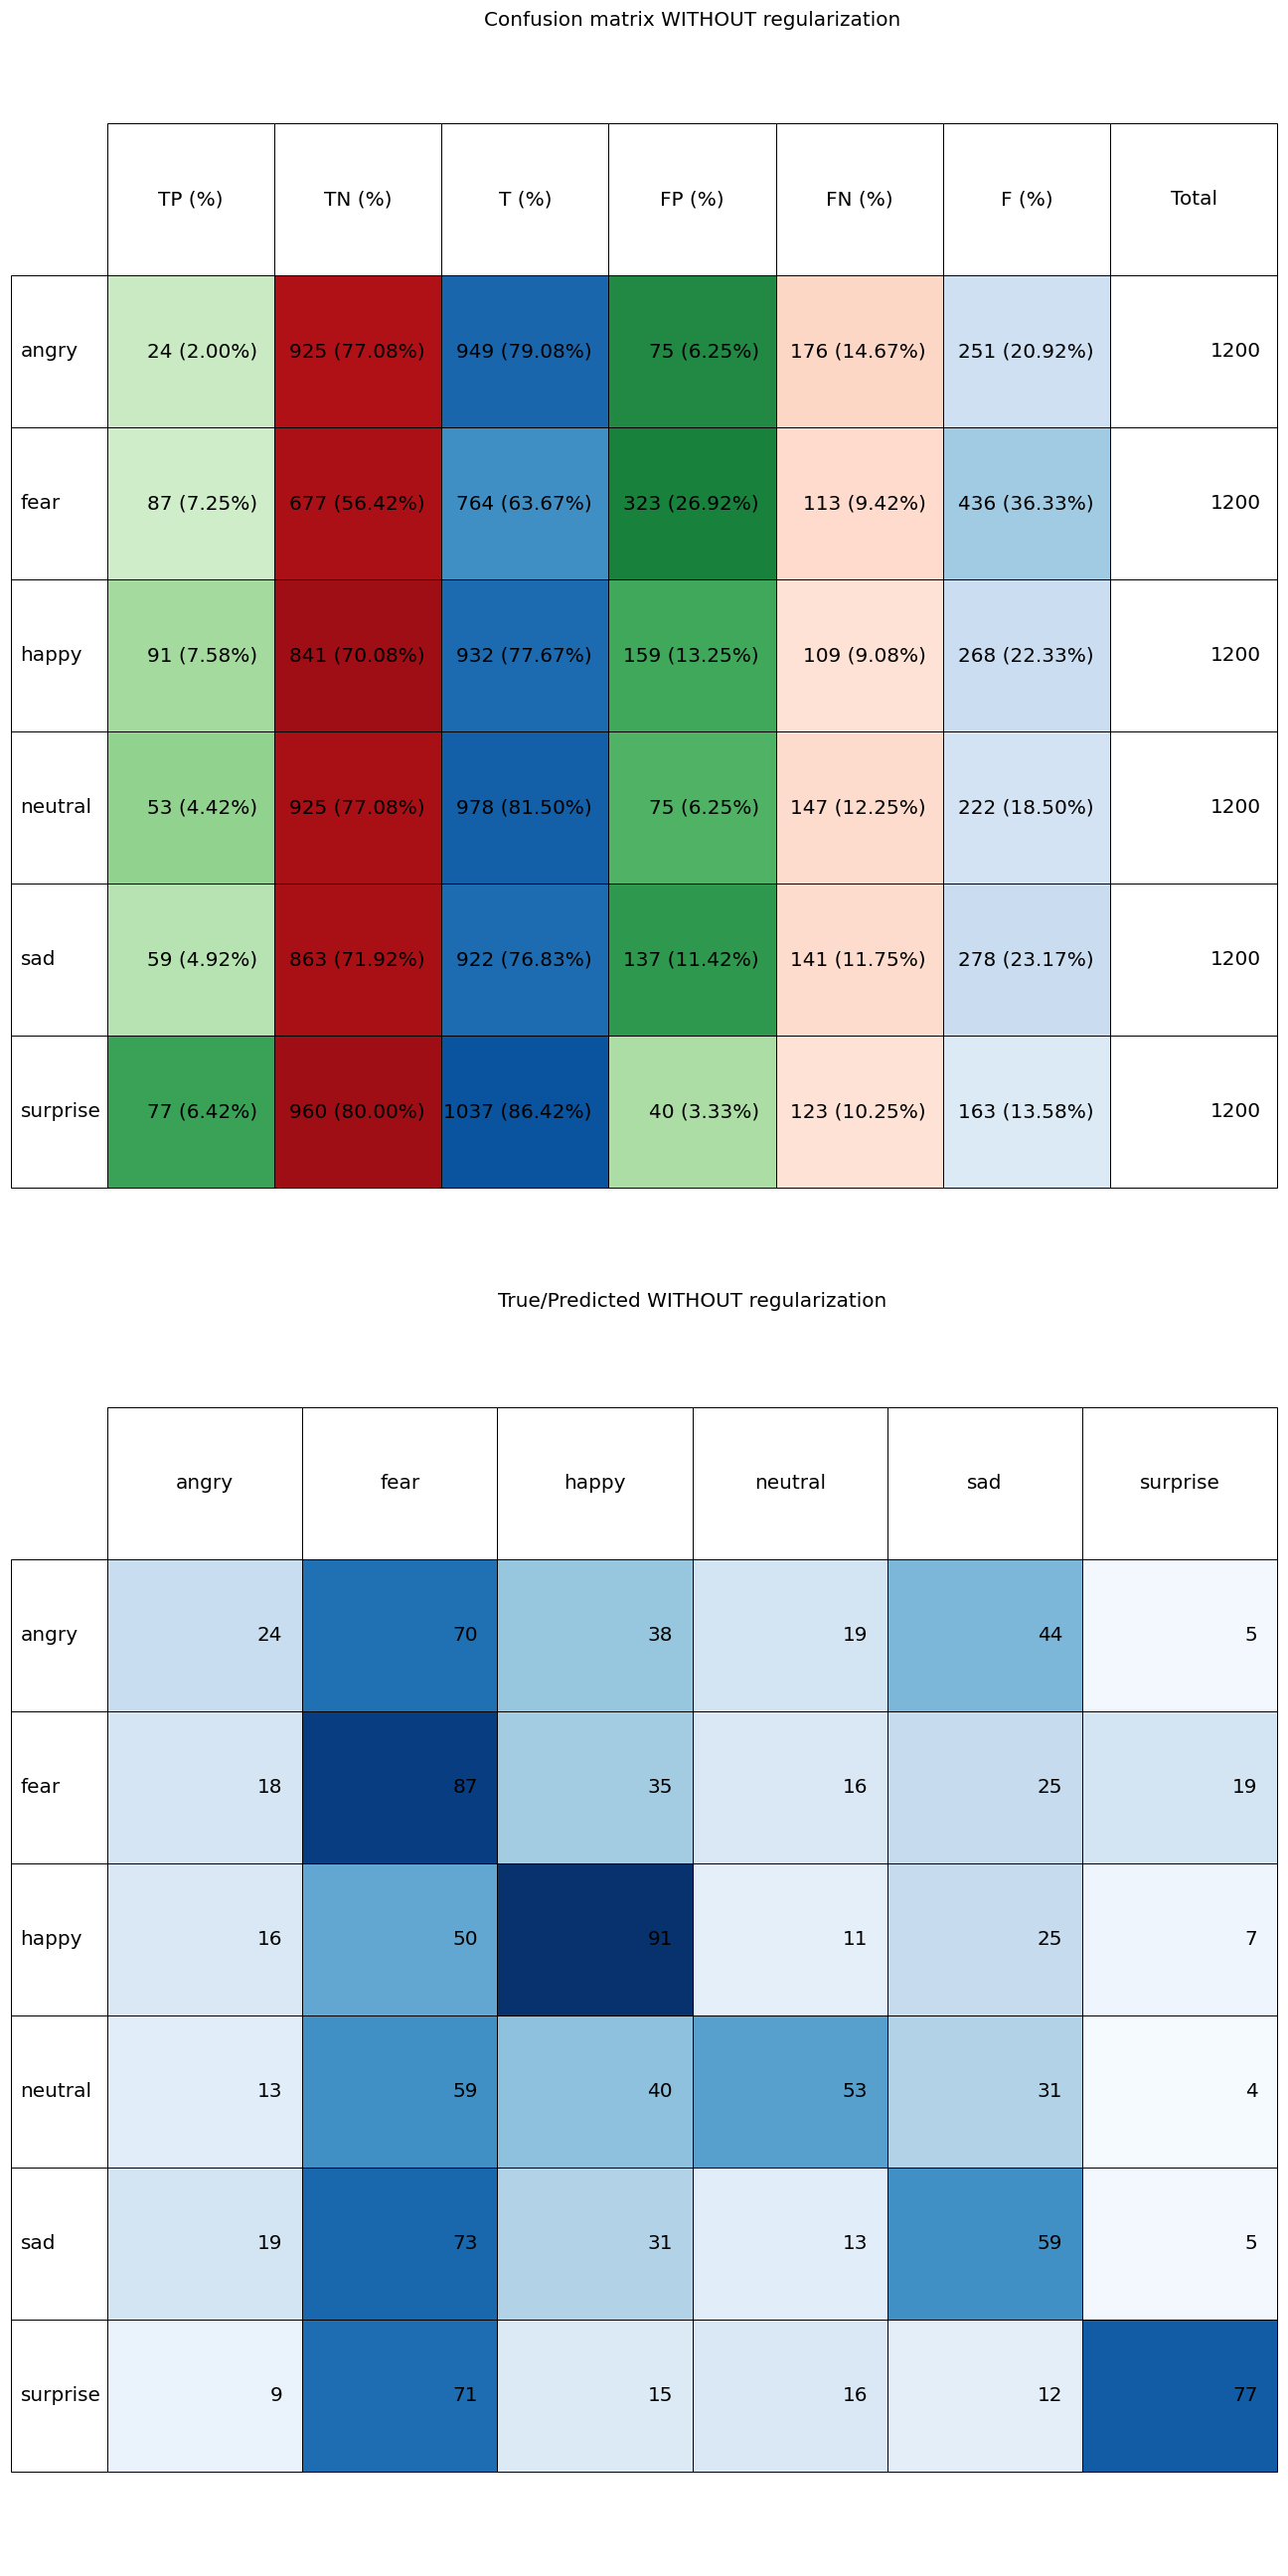 Confusion matrix WITHOUT regularization
TP (%) TN (%) T (%) FP (%) FN (%) F (%) Total
angry 24 (2.00%) 925 (77.08%) 949 (79.08%) 75 (6.25%) 176 (14.67%) 251 (20.92%) 1200
fear 87 (7.25%) 677 (56.42%) 764 (63.67%) 323 (26.92%) 113 (9.42%) 436 (36.33%) 1200
happy 91 (7.58%) 841 (70.08%) 932 (77.67%) 159 (13.25%) 109 (9.08%) 268 (22.33%) 1200
neutral 53 (4.42%) 925 (77.08%) 978 (81.50%) 75 (6.25%) 147 (12.25%) 222 (18.50%) 1200
sad 59 (4.92%) 863 (71.92%) 922 (76.83%) 137 (11.42%) 141 (11.75%) 278 (23.17%) 1200
surprise 77 (6.42%) 960 (80.00%) 1037 (86.42%) 40 (3.33%) 123 (10.25%) 163 (13.58%) 1200
True/Predicted WITHOUT regularization
angry fear happy neutral sad surprise
angry 24 70 38 19 44 5
fear 18 87 35 16 25 19
happy 16 50 91 11 25 7
neutral 13 59 40 53 31 4
sad 19 73 31 13 59 5
surprise 9 71 15 16 12 77